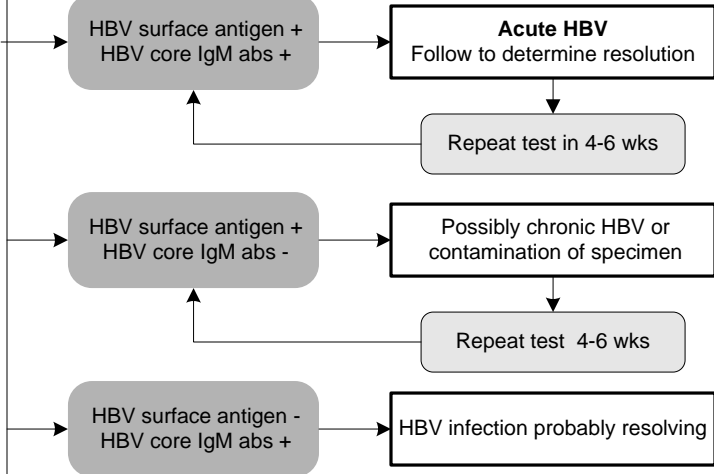 HBV surface antigen +
HBV core IgM abs +
Acute HBV
Follow to determine resolution
Repeat test in 4-6 wks
HBV surface antigen +
HBV core IgM abs -
Possibly chronic HBV or
contamination of specimen
Repeat test  4-6 wks
HBV surface antigen -
HBV core IgM abs +
HBV infection probably resolving